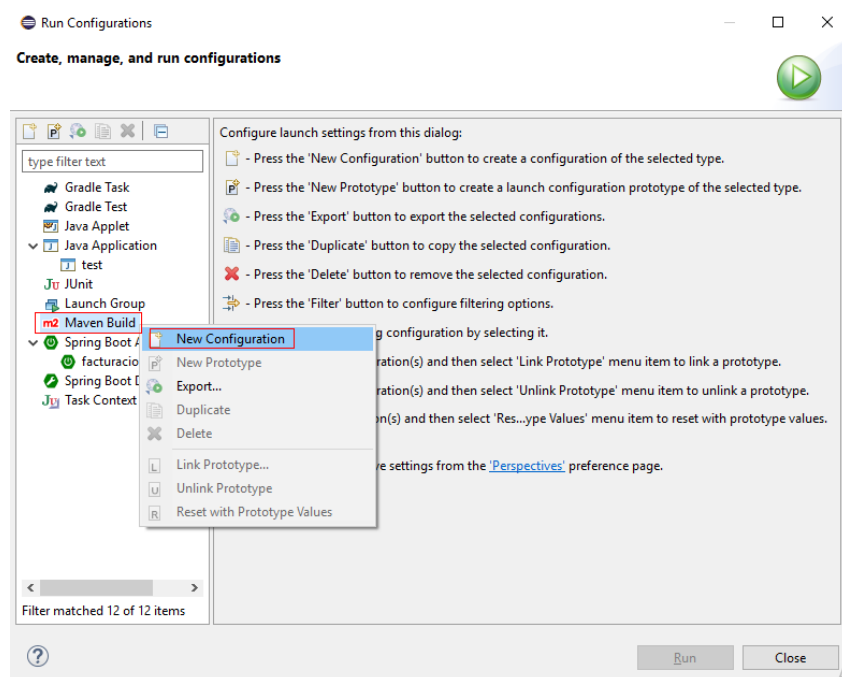 Run Configurations
Create, manage, and run configurations
type filter text
Gradle Task
Gradle Test
Java Applet
Java Application
test
JUnit
Launch Group
m2 Maven Build
Spring Boot
facturacio
Spring Boot
Task Context
Filter matched 12 of 12 items
New Configuration
New Prototype
Export...
Duplicate
Delete
Link Prototype...
Unlink Prototype
Reset with Prototype Values
Configure launch settings from this dialog:
- Press the 'New Configuration' button to create a configuration of the selected type.
- Press the 'New Prototype' button to create a launch configuration prototype of the selected type.
- Press the 'Export' button to export the selected configurations.
- Press the 'Duplicate' button to copy the selected configuration.
- Press the 'Delete' button to remove the selected configuration.
- Press the 'Filter' button to configure filtering options.
configuration by selecting it.
ration(s) and then select 'Link Prototype' menu item to link a prototype.
ration(s) and then select 'Unlink Prototype' menu item to unlink a prototype.
(s) and then select 'Res...ype Values' menu item to reset with prototype values.
settings from the 'Perspectives' preference page.
Run
Close